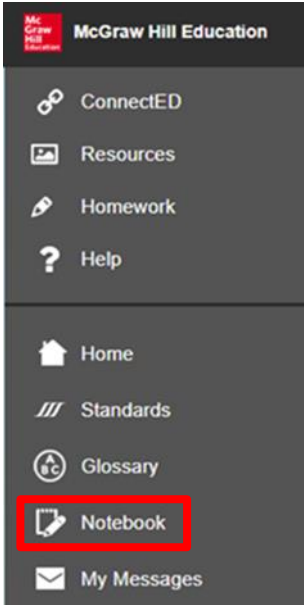 Mc
Graw
Hill
Education
McGraw Hill Education
ConnectED
Resources
Homework
? Help
Home
Standards
A
B C
Glossary
Notebook
My Messages